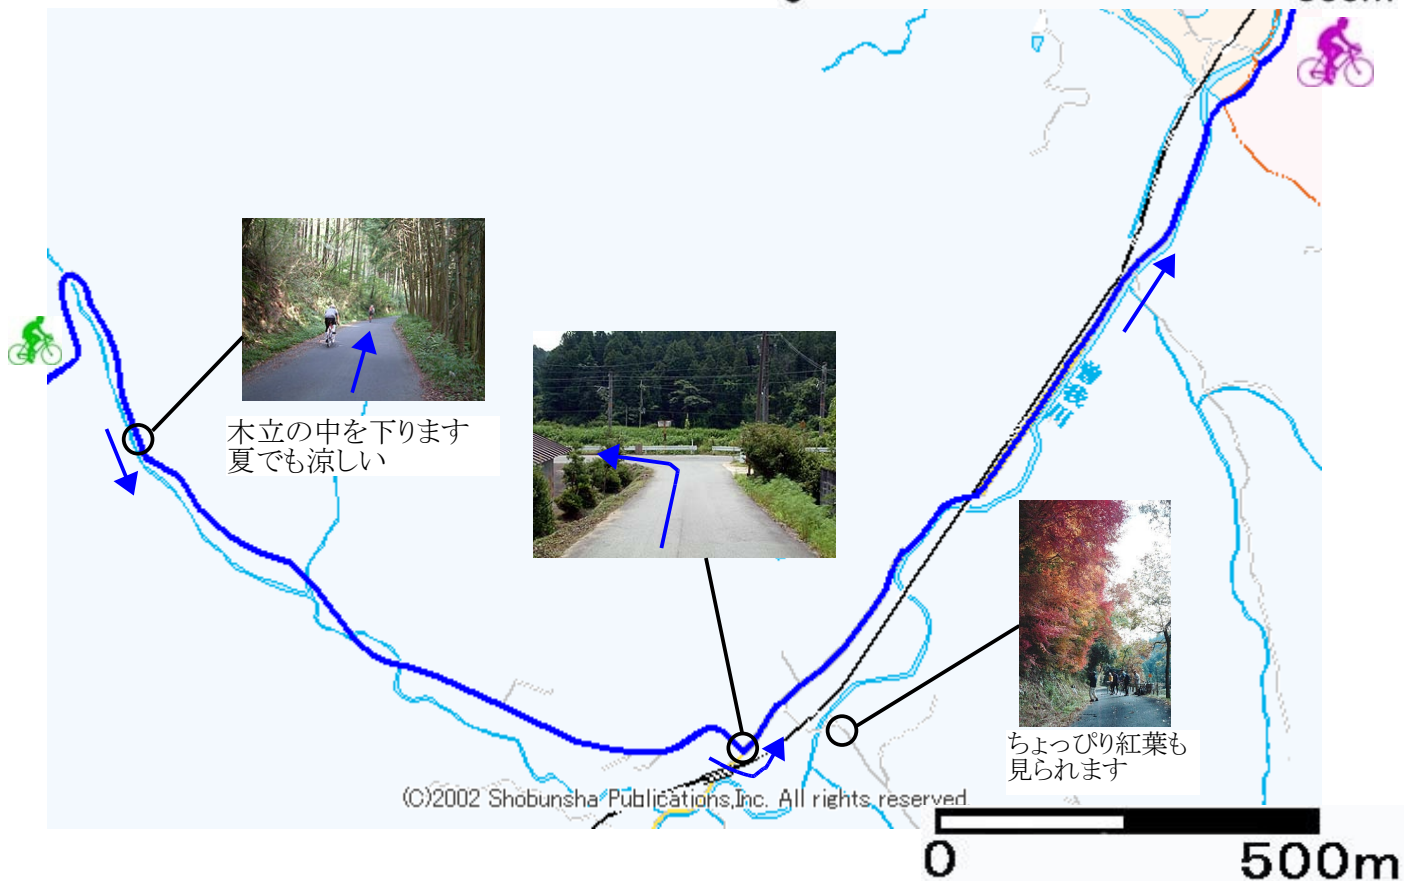 木立の中を下ります
夏でも涼しい
ちょっぴり紅葉も
見られます
(C)2002 Shobunsha Publications,Inc. All rights reserved.
0
500m